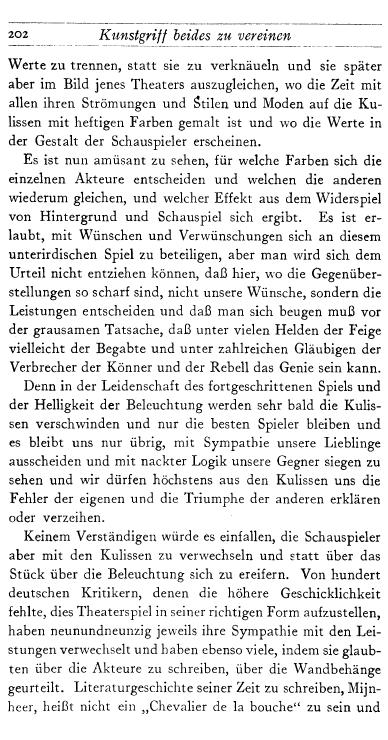 202 Kunstgriff beides zu vereinen
Werte zu trennen, statt sie zu verknäueln und sie später
aber im Bild jenes Theaters auszugleichen, wo die Zeit mit
allen ihren Strömungen und Stilen und Moden auf die Ku-
lissen mit heftigen Farben gemalt ist und wo die Werte in
der Gestalt der Schauspieler erscheinen.
Es ist nun amüsant zu sehen, für welche Farben sich die
einzelnen Akteure entscheiden und welchen die anderen
wiederum gleichen, und welcher Effekt aus dem Widerspiel
von Hintergrund und Schauspiel sich ergibt. Es ist er-
laubt, mit Wünschen und Verwünschungen sich an diesem
unterirdischen Spiel zu beteiligen, aber man wird sich dem
Urteil nicht entziehen können, daß hier, wo die Gegenüber-
stellungen so scharf sind, nicht unsere Wünsche, sondern die
Leistungen entscheiden und daß man sich beugen muß vor
der grausamen Tatsache, daß unter vielen Helden der Feige
vielleicht der Begabte und unter zahlreichen Gläubigen der
Verbrecher der Könner und der Rebell das Genie sein kann.
Denn in der Leidenschaft des fortgeschrittenen Spiels und
der Helligkeit der Beleuchtung werden sehr bald die Kulis-
sen verschwinden und nur die besten Spieler bleiben und
es bleibt uns nur übrig, mit Sympathie unsere Lieblinge
ausscheiden und mit nackter Logik unsere Gegner siegen zu
sehen und wir dürfen höchstens aus den Kulissen uns die
Fehler der eigenen und die Triumphe der anderen erklären
oder verzeihen.
Keinem Verständigen würde es einfallen, die Schauspieler
aber mit den Kulissen zu verwechseln und statt über das
Stück über die Beleuchtung sich zu ereifern. Von hundert
deutschen Kritikern, denen die höhere Geschicklichkeit
fehlte, dies Theaterspiel in seiner richtigen Form aufzustellen,
haben neunundneunzig jeweils ihre Sympathie mit den Lei-
stungen verwechselt und haben ebenso viele, indem sie glaub-
ten über die Akteure zu schreiben, über die Wandbehänge
geurteilt. Literaturgeschichte seiner Zeit zu schreiben, Mijn-
heer, heißt nicht ein „Chevalier de la bouche“ zu sein und